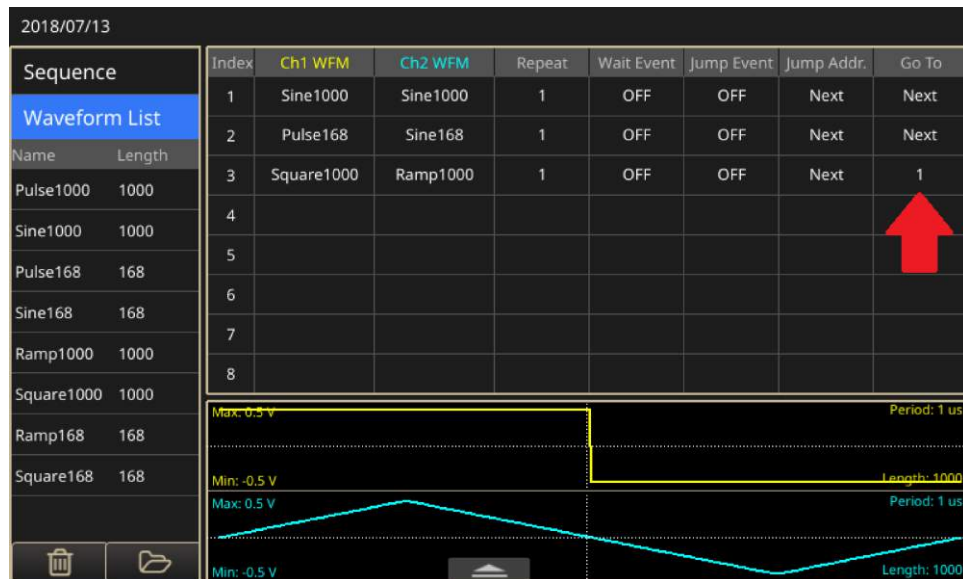 2018/07/13
Sequence
Waveform List
Name Length
Pulse1000 1000
Sine1000 1000
Pulse168 168
Sine168 168
Ramp1000 1000
Square1000 1000
Ramp168 168
Square168 168
Index Ch1 WFM Ch2 WFM Repeat Wait Event Jump Event Jump Addr. Go To
1 Sine1000 Sine1000 1 OFF OFF Next Next
2 Pulse168 Sine168 1 OFF OFF Next Next
3 Square1000 Ramp1000 1 OFF OFF Next 1
4
5
6
7
8
Max: 0.5 V Period: 1 us
Min: -0.5 V Length: 1000
Max: 0.5 V Period: 1 us
Min: -0.5 V Length: 1000